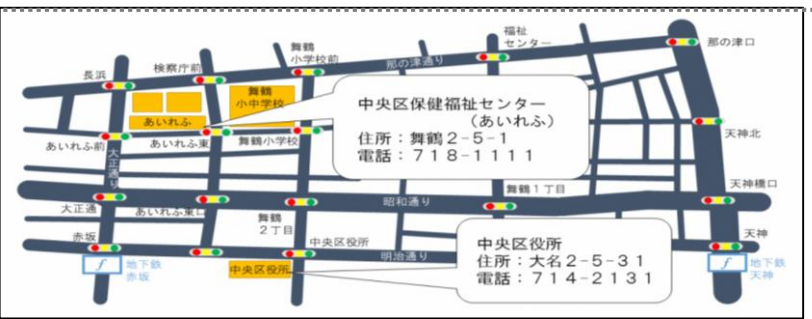 福祉
センター
那の津口
舞鶴
小学校前
那の津通り
検察庁前
長浜
舞鶴
小中学校
中央区保健福祉センター
（あいれふ）
住所：舞鶴２-５-１
電話：７１８-１１１１
あいれふ
あいれふ前
あいれふ東
舞鶴小学校
天神北
大正通り
舞鶴１丁目
天神橋口
大正通
あいれふ東口
昭和通り
舞鶴
２丁目
赤坂
中央区役所
明治通り
天神
中央区役所
住所：大名２-５-３１
電話：７１４-２１３１
f 地下鉄
赤坂
中央区役所
f 地下鉄
天神